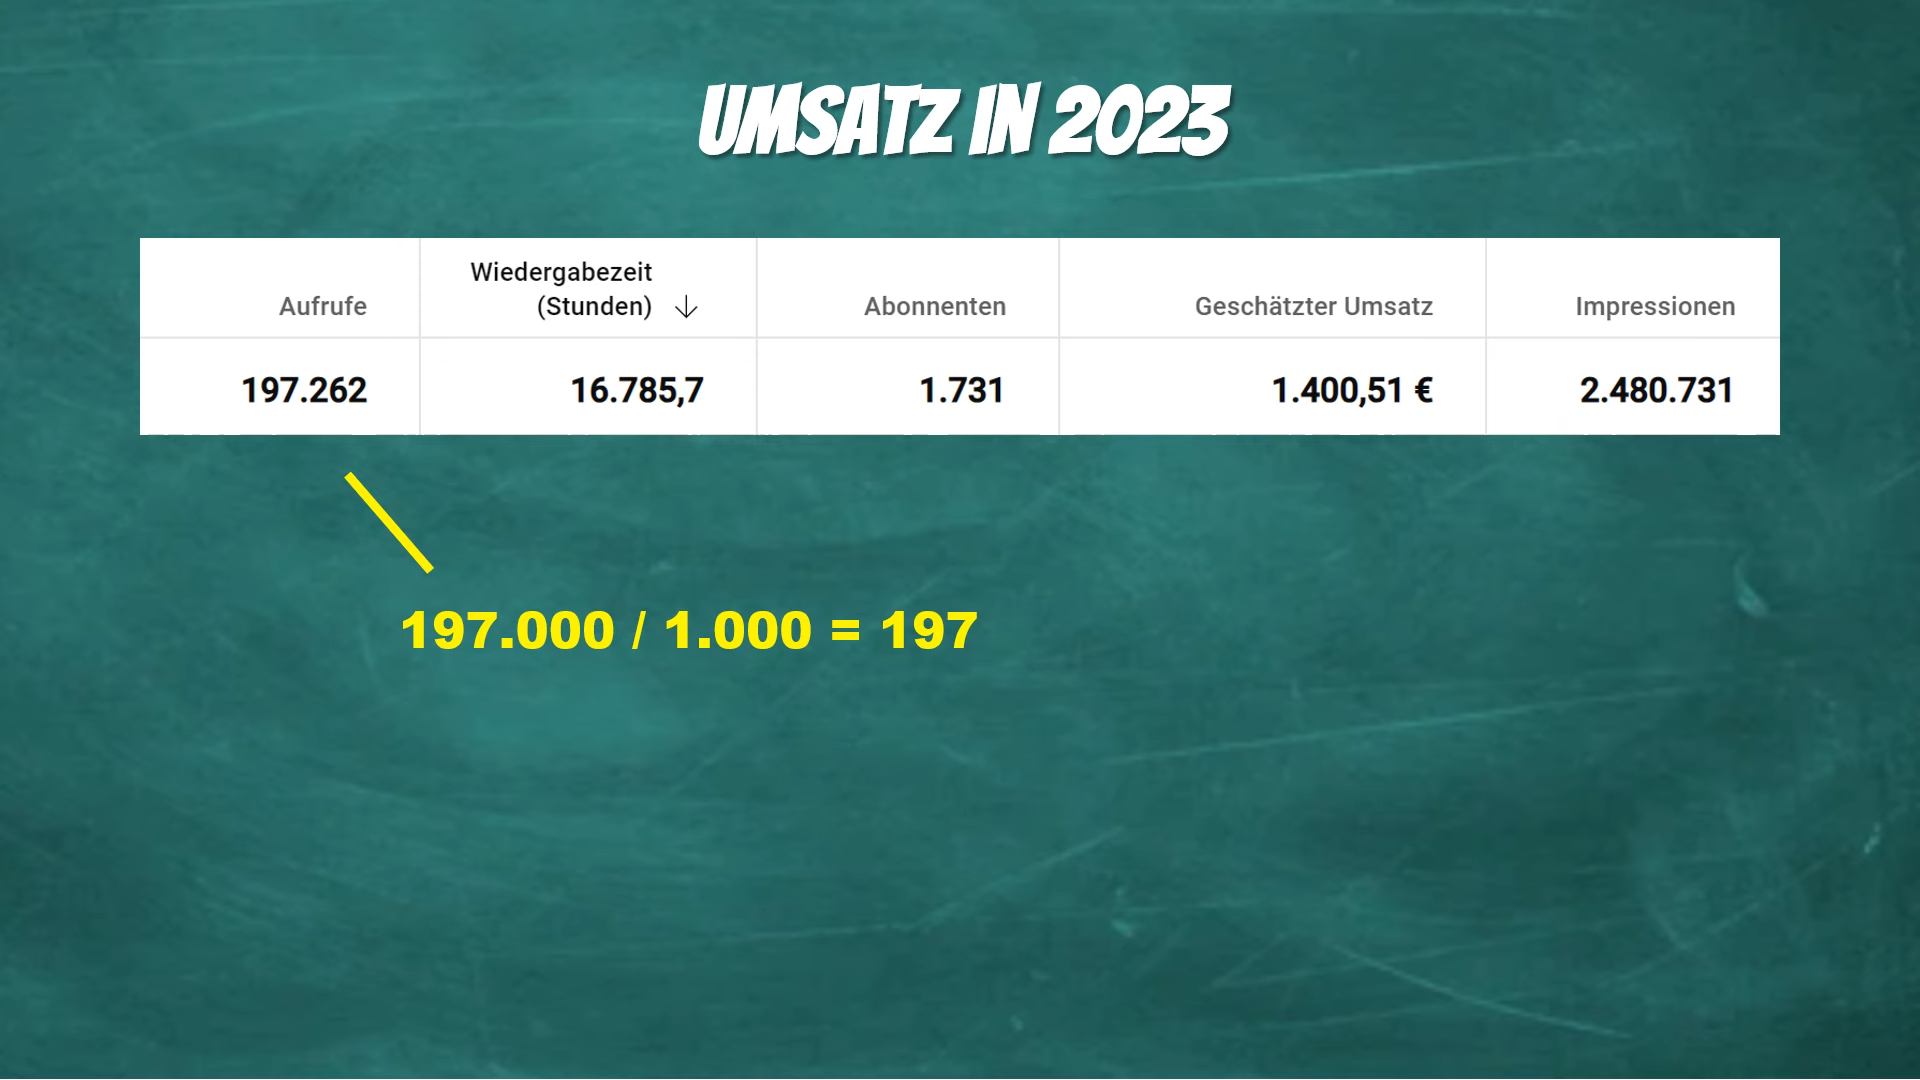 UMSATZ IN 2023
Aufrufe
Wiedergabezeit
(Stunden) ↓
Abonnenten
Geschätzter Umsatz
Impressionen
197.262
16.785,7
1.731
1.400,51 €
2.480.731
197.000 / 1.000 = 197